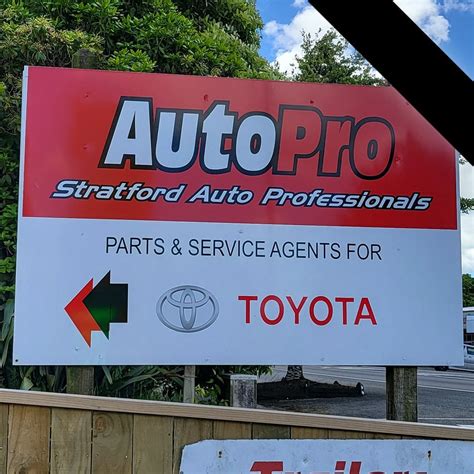 AutoPro
Stratford Auto Professionals
PARTS & SERVICE AGENTS FOR
TOYOTA